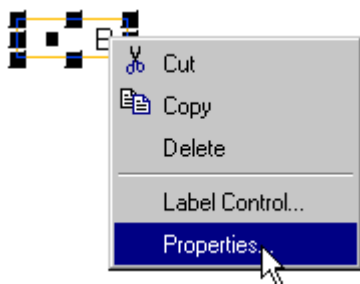 B
Cut
Copy
Delete
Label Control...
Properties...